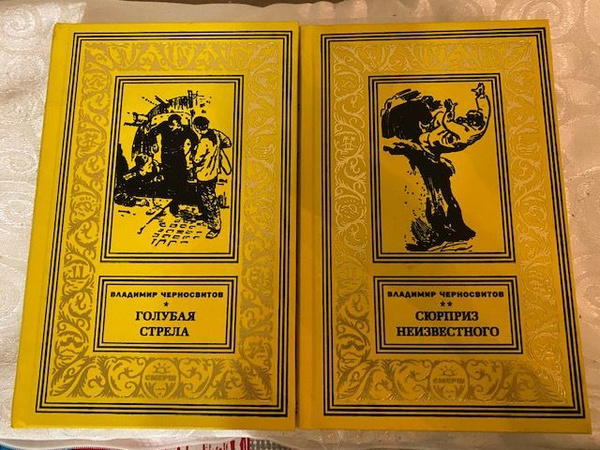 ВЛАДИМИР ЧЕРНОСВИТОВ
*
ГОЛУБАЯ
СТРЕЛА
ВЛАДИМИР ЧЕРНОСВИТОВ
**
СЮРПРИЗ
НЕИЗВЕСТНОГО